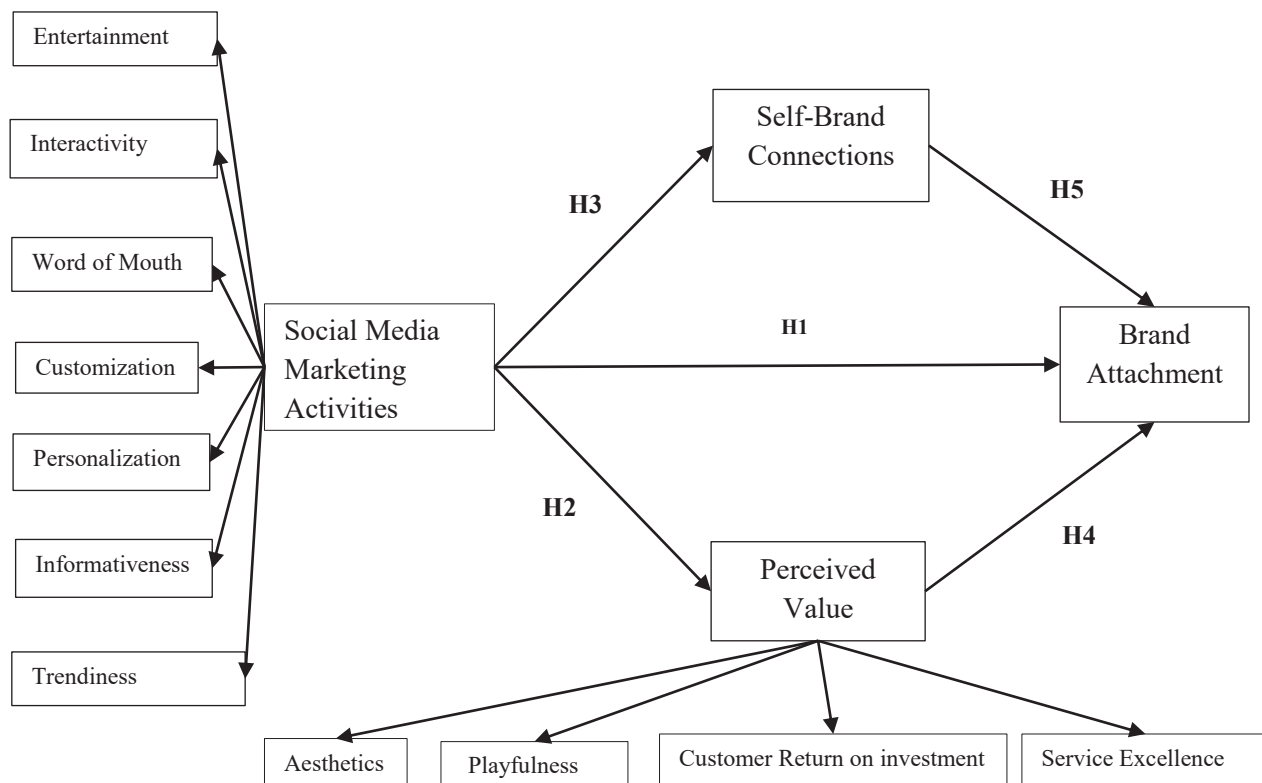 Entertainment
Interactivity
Word of Mouth
Customization
Personalization
Informativeness
Trendiness
Social Media
Marketing
Activities
H3
H1
H2
Self-Brand
Connections
H5
Brand
Attachment
H4
Perceived
Value
Aesthetics
Playfulness
Customer Return on investment
Service Excellence